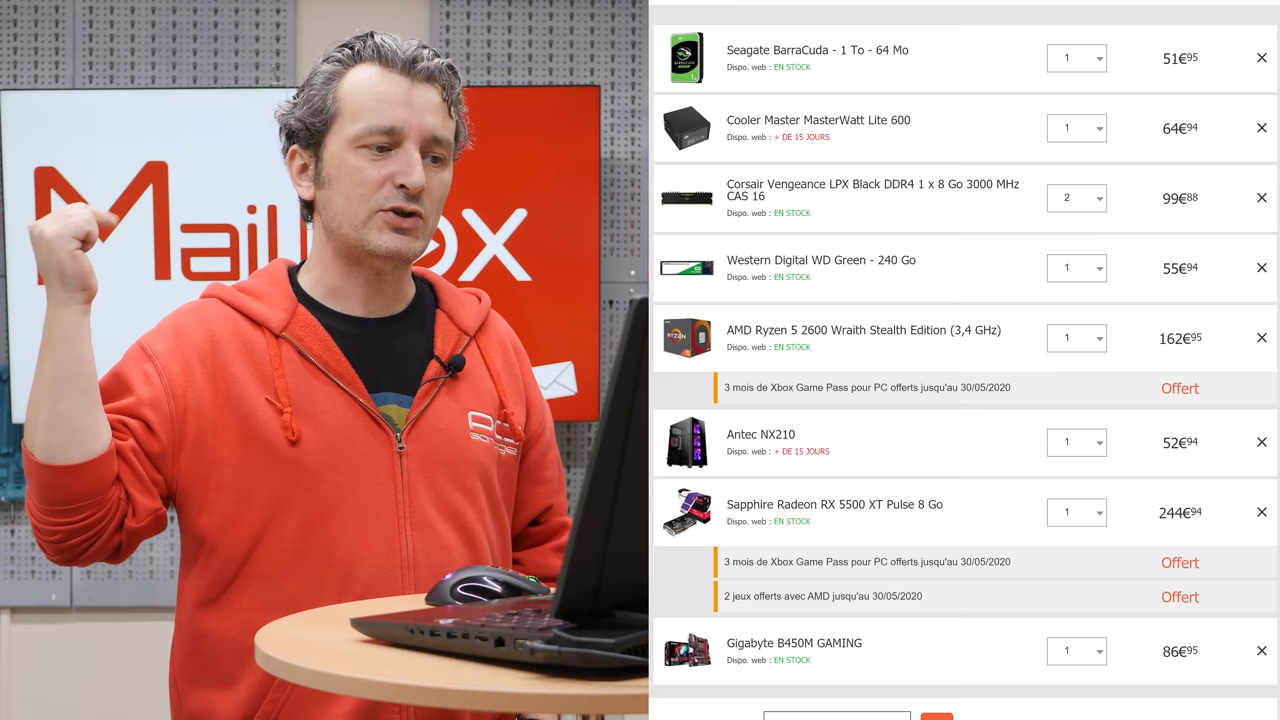 Mail
x
PC
Garage
Seagate BarraCuda - 1 To - 64 Mo
Dispo. web : EN STOCK
1
51€95
Cooler Master MasterWatt Lite 600
Dispo. web : + DE 15 JOURS
1
64€94
Corsair Vengeance LPX Black DDR4 1 x 8 Go 3000 MHz
CAS 16
Dispo. web : EN STOCK
2
99€88
Western Digital WD Green - 240 Go
Dispo. web : EN STOCK
1
55€94
RYZEN
AMD Ryzen 5 2600 Wraith Stealth Edition (3,4 GHz)
Dispo. web : EN STOCK
1
162€95
3 mois de Xbox Game Pass pour PC offerts jusqu'au 30/05/2020
Offert
Antec NX210
Dispo. web : + DE 15 JOURS
1
52€94
Sapphire Radeon RX 5500 XT Pulse 8 Go
Dispo. web : EN STOCK
1
244€94
3 mois de Xbox Game Pass pour PC offerts jusqu'au 30/05/2020
Offert
2 jeux offerts avec AMD jusqu'au 30/05/2020
Offert
Gigabyte B450M GAMING
Dispo. web : EN STOCK
1
86€95